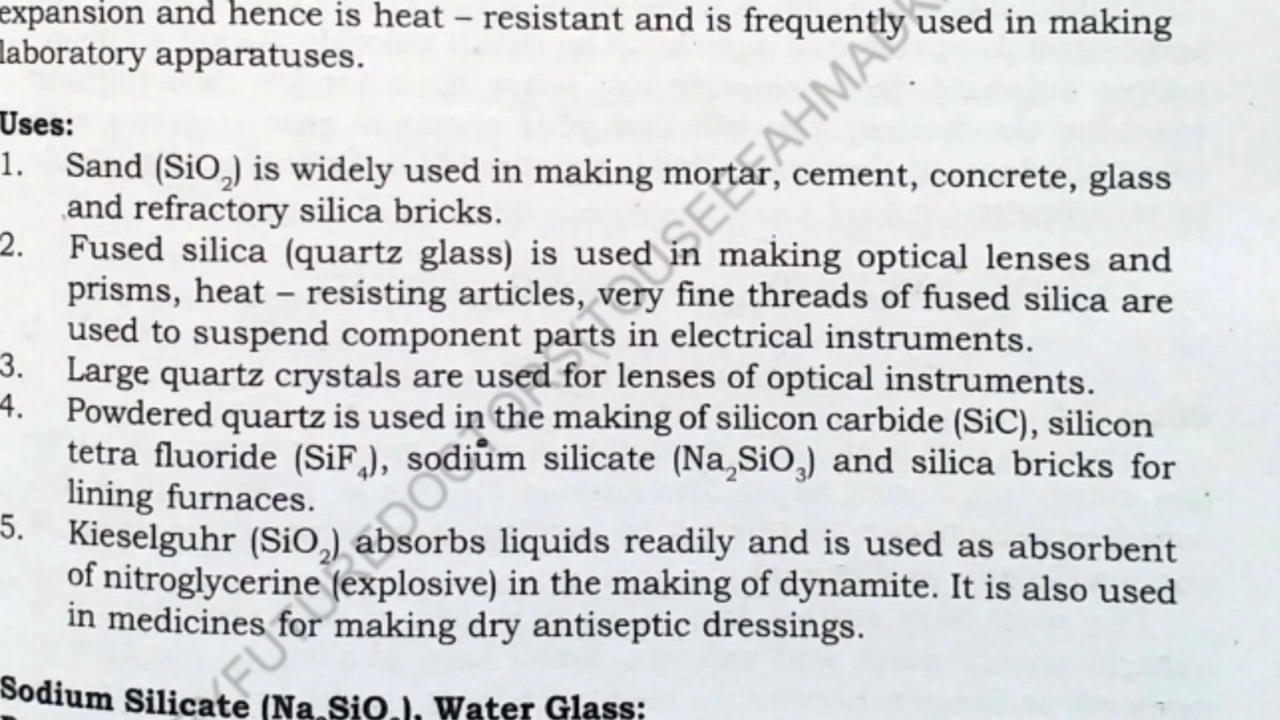 expansion and hence is heat – resistant and is frequently used in making
laboratory apparatuses.
Uses:
1. Sand (SiO₂) is widely used in making mortar, cement, concrete, glass
and refractory silica bricks.
2. Fused silica (quartz glass) is used in making optical lenses and
prisms, heat – resisting articles, very fine threads of fused silica are
used to suspend component parts in electrical instruments.
3. Large quartz crystals are used for lenses of optical instruments.
4. Powdered quartz is used in the making of silicon carbide (SiC), silicon
tetra fluoride (SiF₄), sodium silicate (Na₂SiO₃) and silica bricks for
lining furnaces.
5. Kieselguhr (SiO₂) absorbs liquids readily and is used as absorbent
of nitroglycerine (explosive) in the making of dynamite. It is also used
in medicines for making dry antiseptic dressings.
Sodium Silicate (Na₂SiO₃), Water Glass: